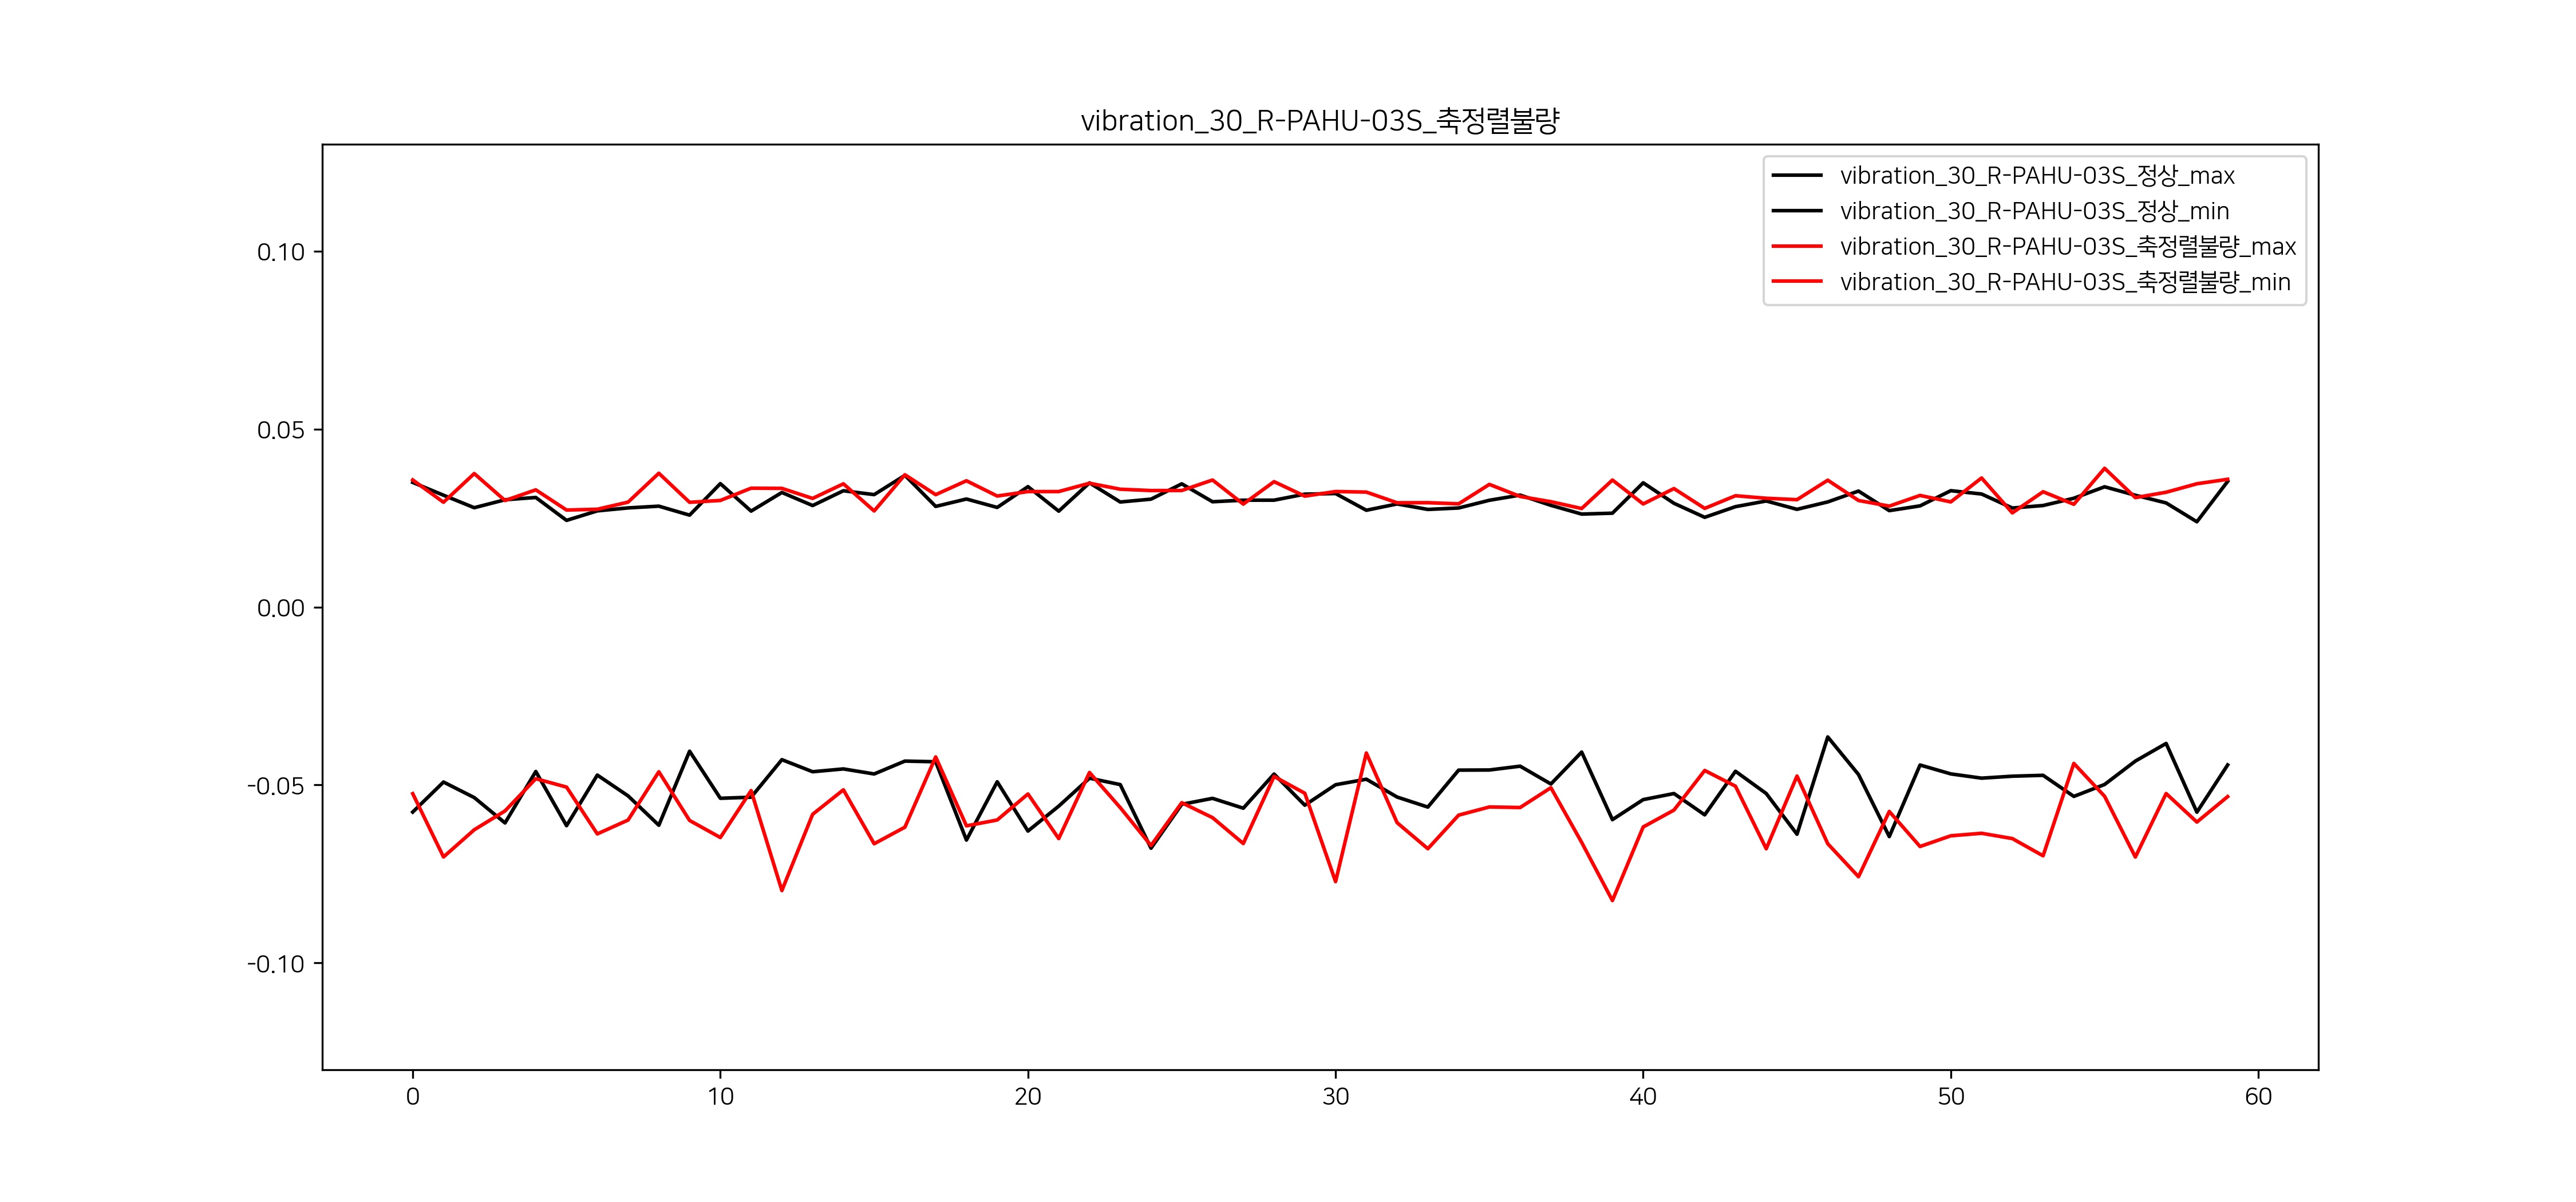 vibration_30_R-PAHU-03S_축정렬불량
vibration_30_R-PAHU-03S_정상_max
vibration_30_R-PAHU-03S_정상_min
vibration_30_R-PAHU-03S_축정렬불량_max
vibration_30_R-PAHU-03S_축정렬불량_min
0.10
0.05
0.00
-0.05
-0.10
0 10 20 30 40 50 60